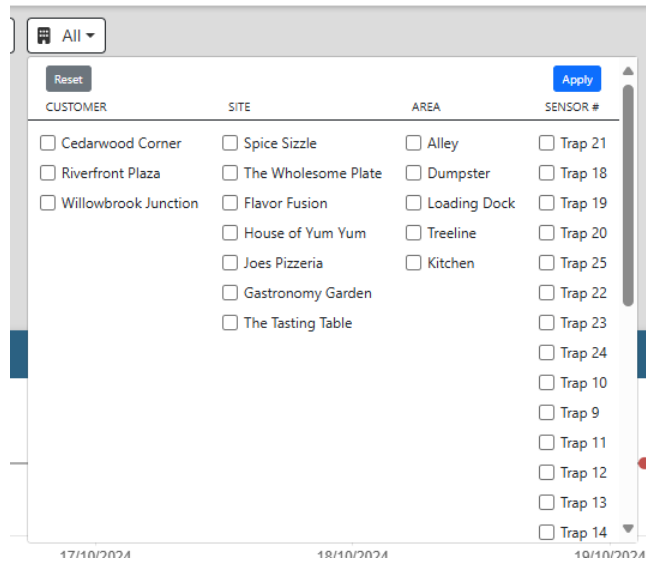 All
Reset Apply
CUSTOMER SITE AREA SENSOR #
Cedarwood Corner Spice Sizzle Alley Trap 21
Riverfront Plaza The Wholesome Plate Dumpster Trap 18
Willowbrook Junction Flavor Fusion Loading Dock Trap 19
House of Yum Yum Treeline Trap 20
Joes Pizzeria Kitchen Trap 25
Gastronomy Garden Trap 22
The Tasting Table Trap 23
Trap 24
Trap 10
Trap 9
Trap 11
Trap 12
Trap 13
Trap 14
17/10/2024 18/10/2024 19/10/2024